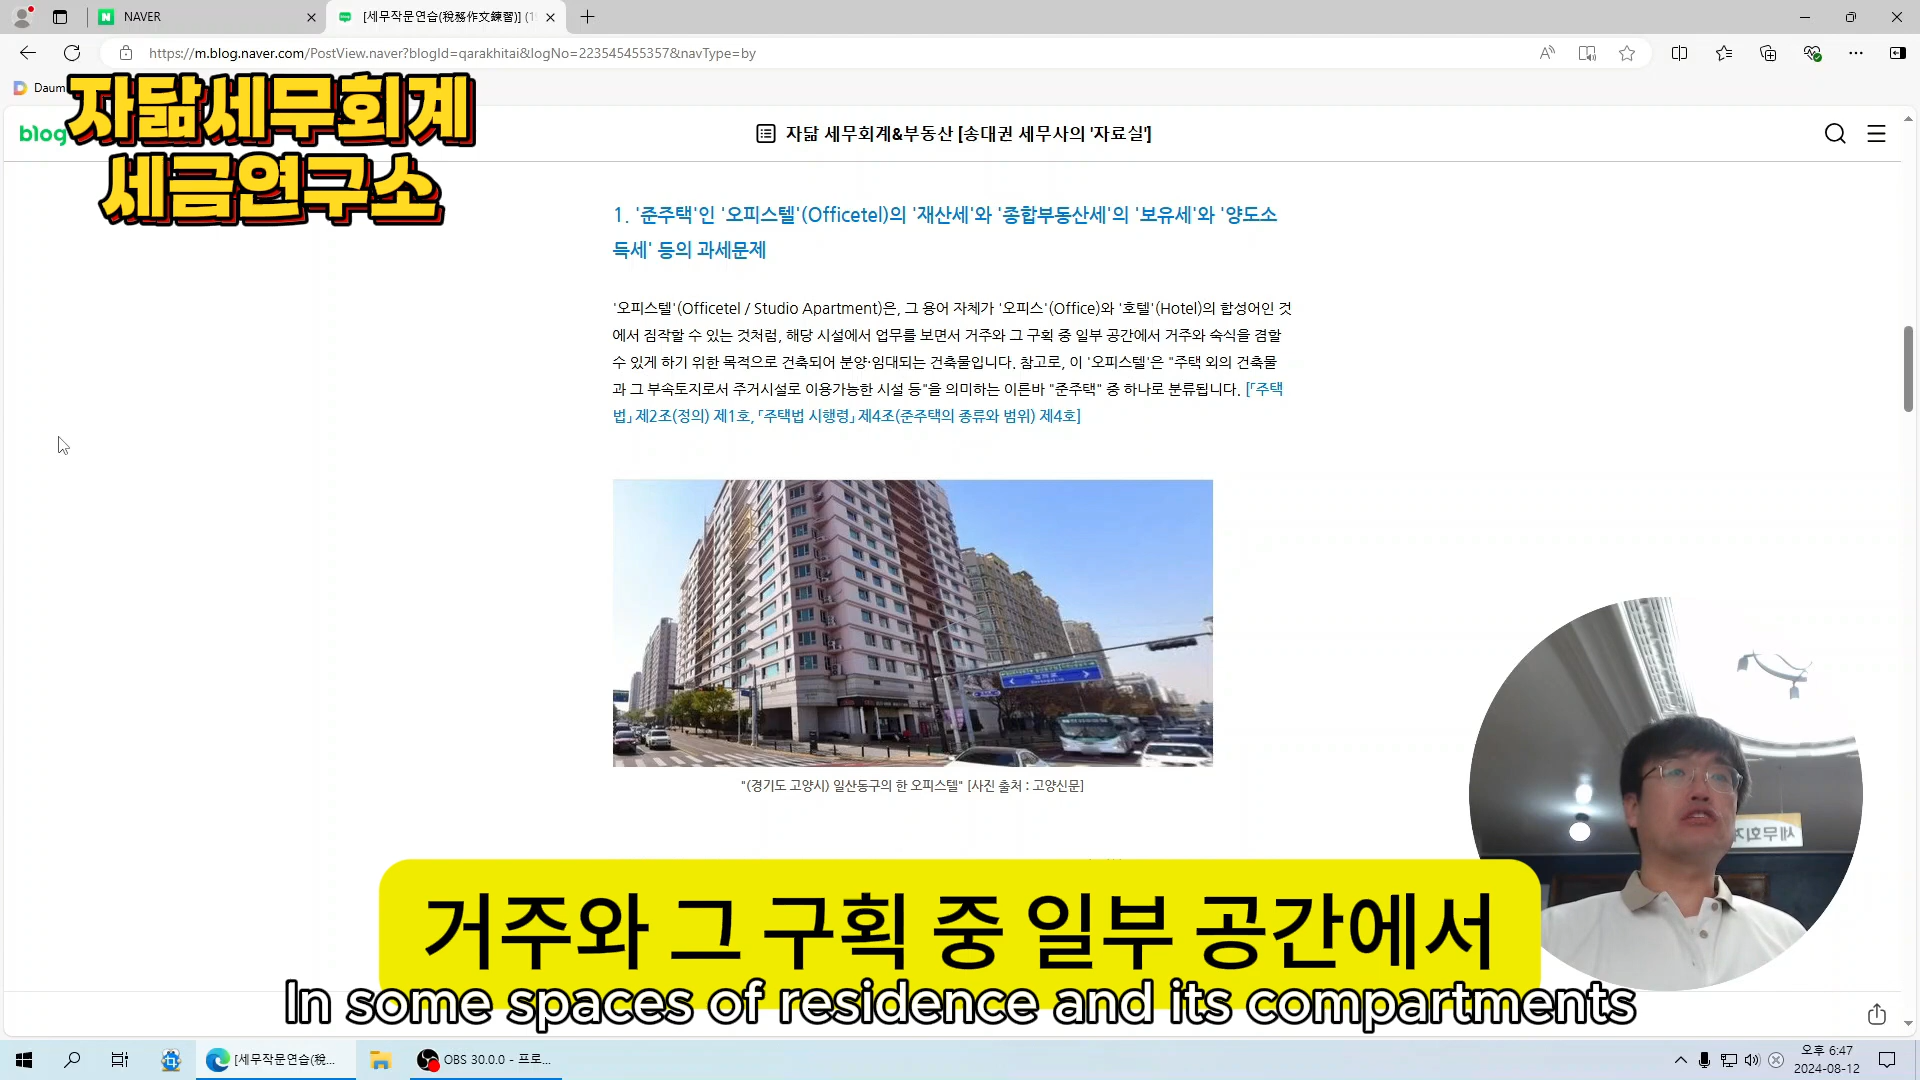 NAVER
[세무작문연습(稅務作文練習)] (1
https://m.blog.naver.com/PostView.naver?blogId=qarakhitai&logNo=223545455357&navType=by
Daum
자닮세무회계
세금연구소
blog
자닮 세무회계&부동산 [송대권 세무사의 '자료실']
1. '준주택'인 '오피스텔'(Officetel)의 '재산세'와 '종합부동산세'의 '보유세'와 '양도소
득세' 등의 과세문제
'오피스텔'(Officetel / Studio Apartment)은, 그 용어 자체가 '오피스'(Office)와 '호텔'(Hotel)의 합성어인 것
에서 짐작할 수 있는 것처럼, 해당 시설에서 업무를 보면서 거주와 그 구획 중 일부 공간에서 거주와 숙식을 겸할
수 있게 하기 위한 목적으로 건축되어 분양·임대되는 건축물입니다. 참고로, 이 '오피스텔'은 "주택 외의 건축물
과 그 부속토지로서 주거시설로 이용가능한 시설 등"을 의미하는 이른바 "준주택" 중 하나로 분류됩니다. [「주택
법」 제2조(정의) 제1호, 「주택법 시행령」 제4조(준주택의 종류와 범위) 제4호]
"(경기도 고양시) 일산동구의 한 오피스텔" [사진 출처 : 고양신문]
세무회계
거주와 그 구획 중 일부 공간에서
In some spaces of residence and its compartments
[세무작문연습(稅...
OBS 30.0.0 - 프로...
오후 6:47
2024-08-12